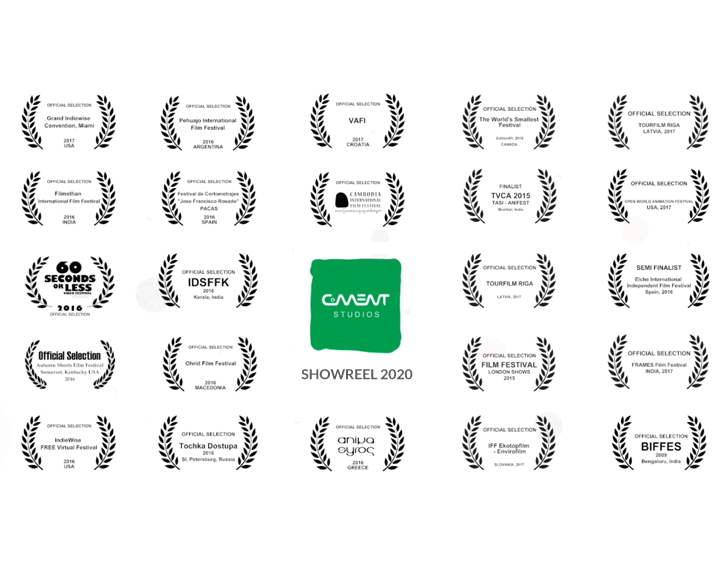 OFFICIAL SELECTION
Grand Indiewise
Convention, Miami
2017
USA
OFFICIAL SELECTION
Pehuajo International
Film Festival
2016
ARGENTINA
OFFICIAL SELECTION
VAFI
2017
CROATIA
OFFICIAL SELECTION
The World's Smallest
Festival
CANADA
OFFICIAL SELECTION
TOURFILM RIGA
LATVIA, 2017
OFFICIAL SELECTION
Filmsthan
International Film Festival
2016
INDIA
OFFICIAL SELECTION
Festival de Cortometrajes
"Jose Francisco Rosado"
PACAS
2016
SPAIN
OFFICIAL SELECTION
CAMBODIA
INTERNATIONAL
FILM FESTIVAL
FINALIST
TVCA 2015
TASI - ANIFEST
Mumbai, India
OFFICIAL SELECTION
OPEN WORLD ANIMATION FESTIVAL
USA, 2017
60
SECONDS
OR LESS
VIDEO FESTIVAL
2016
OFFICIAL SELECTION
OFFICIAL SELECTION
IDSFFK
2015
Kerala, India
CMENT
STUDIOS
SHOWREEL 2020
OFFICIAL SELECTION
TOURFILM RIGA
LATVIA, 2017
SEMI FINALIST
Elche International
Independent Film Festival
Spain, 2016
Official Selection
Autumn Shorts Film Festival
Somerset, Kentucky USA
2016
OFFICIAL SELECTION
Ohrid Film Festival
2016
MACEDONIA
OFFICIAL SELECTION
FILM FESTIVAL
LONDON SHOWS
2015
OFFICIAL SELECTION
FRAMES Film Festival
INDIA, 2017
OFFICIAL SELECTION
IndieWise
FREE Virtual Festival
2016
USA
OFFICIAL SELECTION
Tochka Dostupa
2015
St. Petersburg, Russia
OFFICIAL SELECTION
anima
syros
2016
GREECE
OFFICIAL SELECTION
IFF Ekotopfilm
- Envirofilm
SLOVAKIA, 2017
OFFICIAL SELECTION
BIFFES
2009
Bengaluru, India